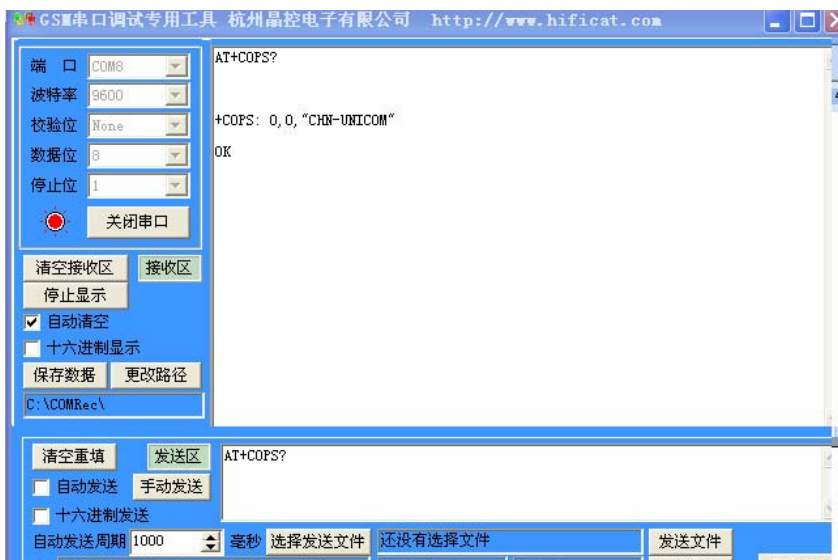 GSM串口调试专用工具 杭州晶控电子有限公司 http://www.hificat.com
端 口 COM8
波特率 9600
校验位 None
数据位 8
停止位 1
关闭串口
清空接收区 接收区
停止显示
自动清空
十六进制显示
保存数据 更改路径
C:\COMRec\
AT+COPS?
+COPS: 0,0,"CHN-UNICOM"
OK
清空重填 发送区 AT+COPS?
自动发送 手动发送
十六进制发送
自动发送周期 1000 毫秒 选择发送文件 还没有选择文件 发送文件